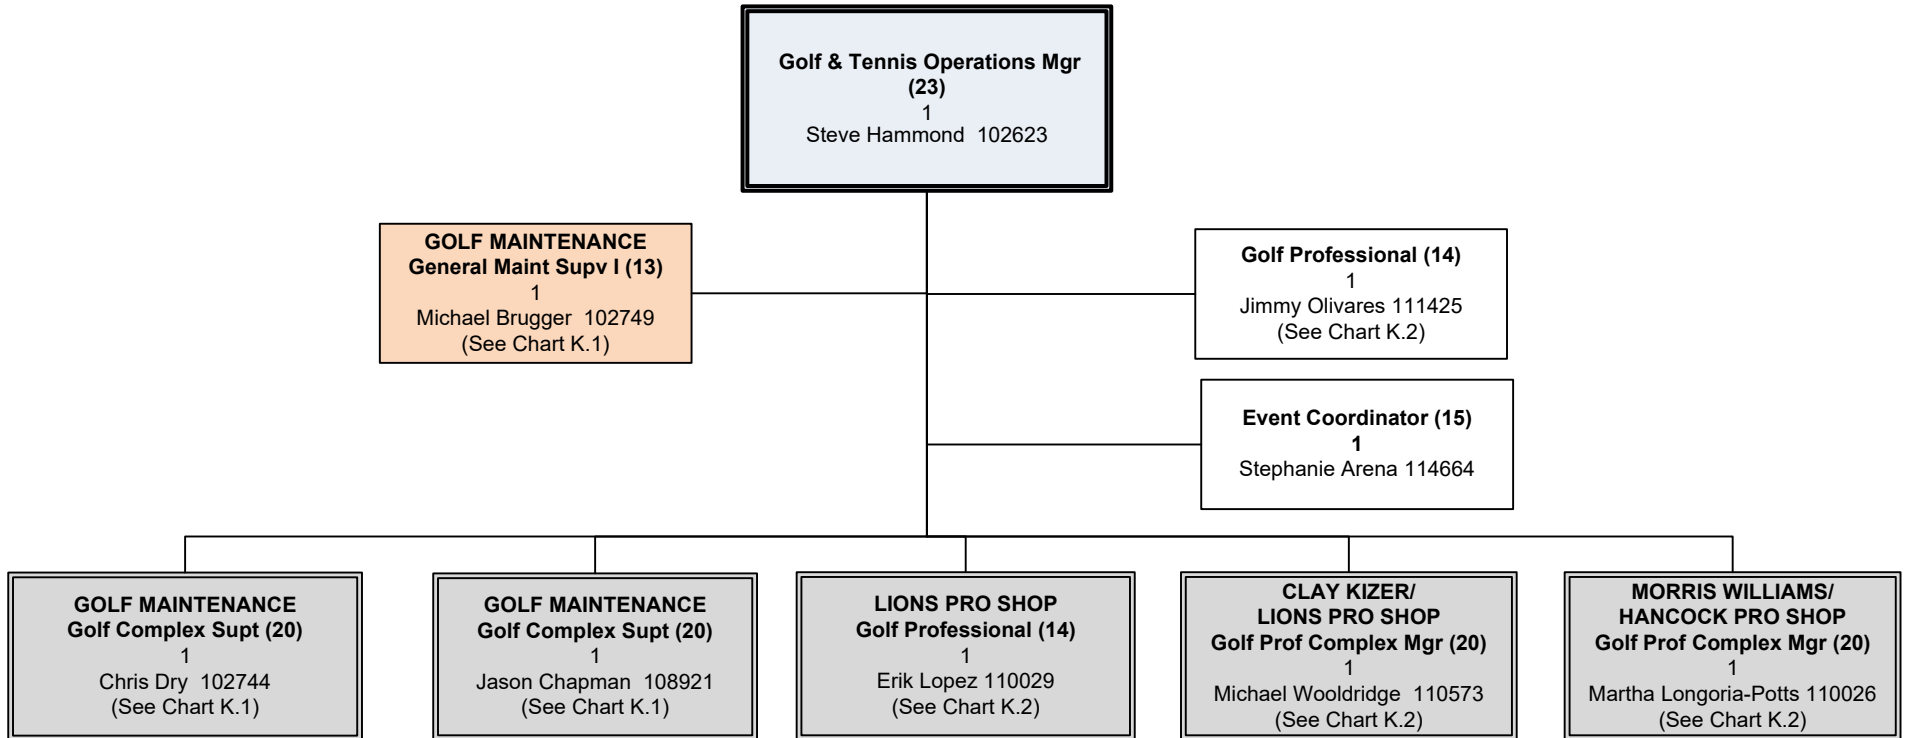 Golf & Tennis Operations Mgr
(23)
1
Steve Hammond  102623
GOLF MAINTENANCE
General Maint Supv I (13)
1
Michael Brugger  102749
(See Chart K.1)
Golf Professional (14)
1
Jimmy Olivares 111425
(See Chart K.2)
Event Coordinator (15)
1
Stephanie Arena 114664
GOLF MAINTENANCE
Golf Complex Supt (20)
1
Chris Dry  102744
(See Chart K.1)
GOLF MAINTENANCE
Golf Complex Supt (20)
1
Jason Chapman  108921
(See Chart K.1)
LIONS PRO SHOP
Golf Professional (14)
1
Erik Lopez 110029
(See Chart K.2)
CLAY KIZER/
LIONS PRO SHOP
Golf Prof Complex Mgr (20)
1
Michael Wooldridge  110573
(See Chart K.2)
MORRIS WILLIAMS/
HANCOCK PRO SHOP
Golf Prof Complex Mgr (20)
1
Martha Longoria-Potts 110026
(See Chart K.2)